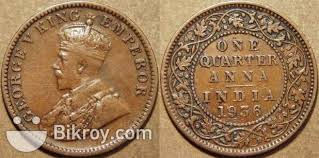 GEORGE V KING EMPEROR
ONE
QUARTER
ANNA
INDIA
1936
Bikroy.com